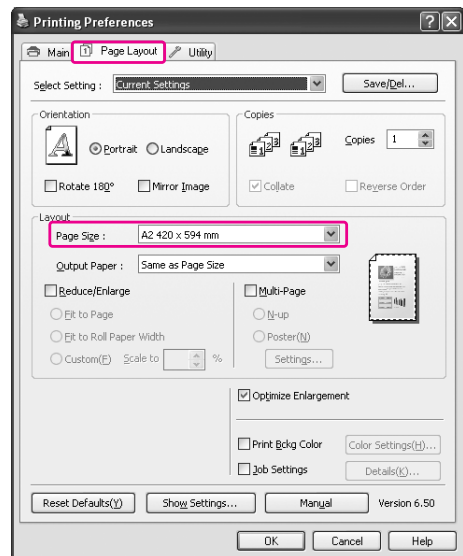 Printing Preferences
Main Page Layout Utility
Select Setting : Current Settings Save/Del...
Orientation
Portrait Landscape
Rotate 180° Mirror Image
Copies
Copies 1
Collate Reverse Order
Layout
Page Size : A2 420 x 594 mm
Output Paper : Same as Page Size
Reduce/Enlarge
Fit to Page
Fit to Roll Paper Width
Custom(F) Scale to %
Multi-Page
N-up
Poster(N)
Settings...
Optimize Enlargement
Print Bckg Color Color Settings(H)...
Job Settings Details(K)...
Reset Defaults(Y) Show Settings... Manual Version 6.50
OK Cancel Help